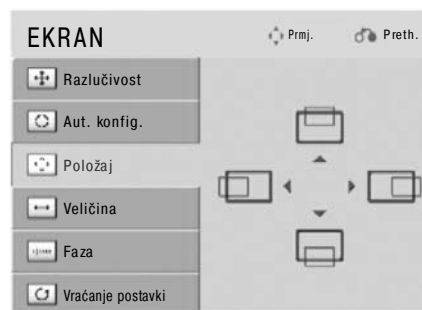 EKRAN
Prmj.
Preth.
Razlučivost
Aut. konfig.
Položaj
Veličina
Faza
Vraćanje postavki